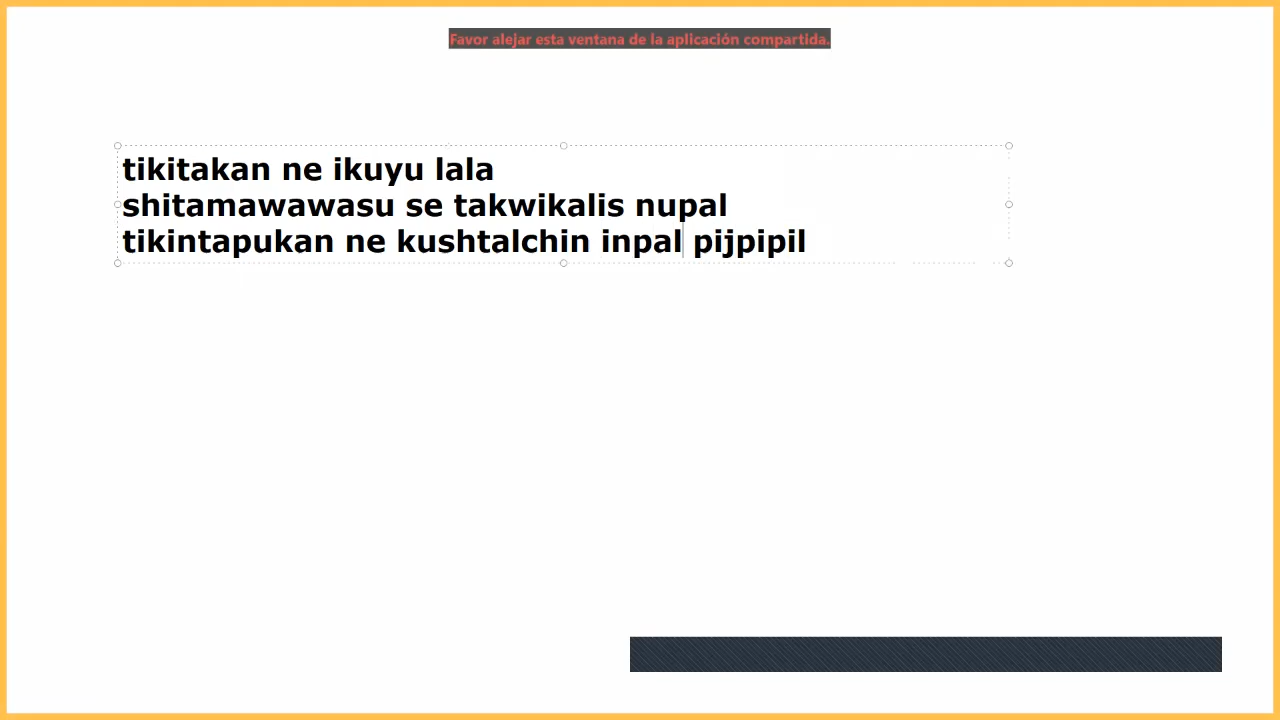 Favor alejar esta ventana de la aplicación compartida.
tikitakan ne ikuyu lala
shitamawawasu se takwikalis nupal
tikintapukan ne kushtalchin inpal pijpipil